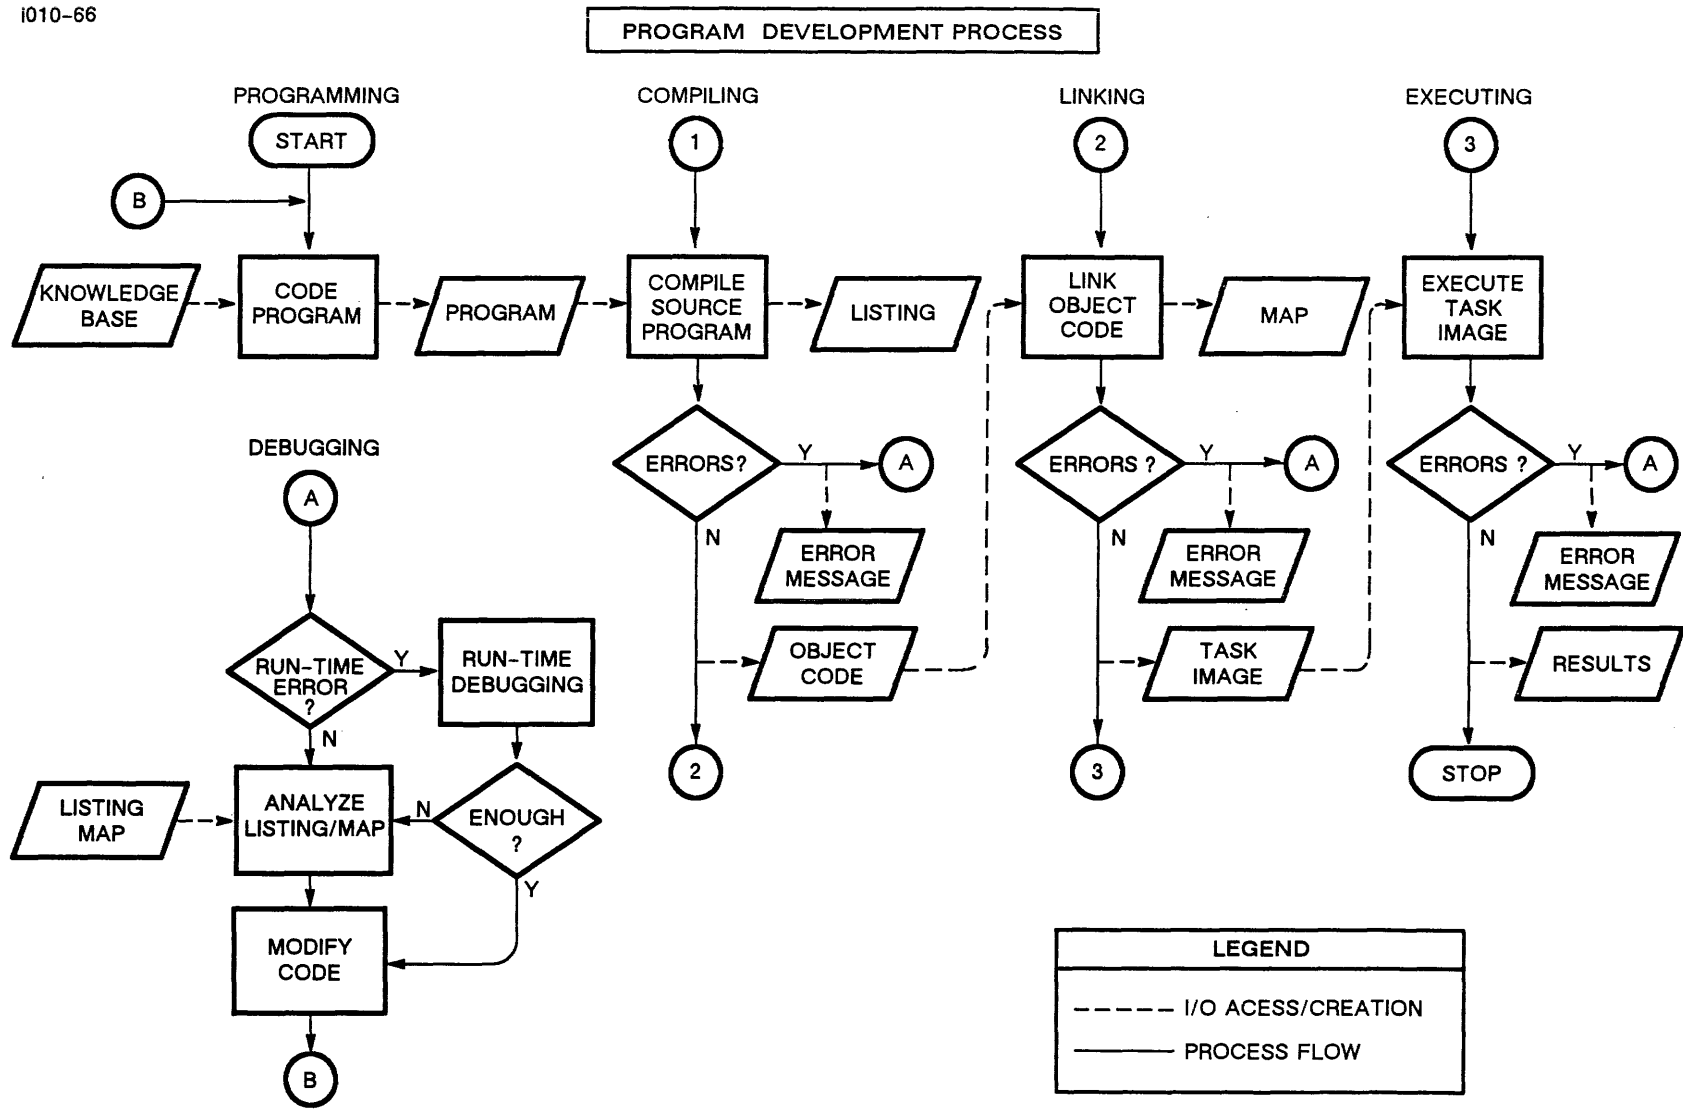 i010-66
PROGRAM DEVELOPMENT PROCESS
PROGRAMMING
START
B
KNOWLEDGE
BASE
CODE
PROGRAM
PROGRAM
COMPILING
1
COMPILE
SOURCE
PROGRAM
LISTING
ERRORS?
Y
A
ERROR
MESSAGE
N
OBJECT
CODE
2
LINKING
2
LINK
OBJECT
CODE
MAP
ERRORS ?
Y
A
ERROR
MESSAGE
N
TASK
IMAGE
3
EXECUTING
3
EXECUTE
TASK
IMAGE
ERRORS ?
Y
A
ERROR
MESSAGE
N
RESULTS
STOP
DEBUGGING
A
RUN-TIME
ERROR
?
Y
RUN-TIME
DEBUGGING
N
LISTING
MAP
ANALYZE
LISTING/MAP
N
ENOUGH
?
Y
MODIFY
CODE
B
LEGEND
I/O ACESS/CREATION
PROCESS FLOW